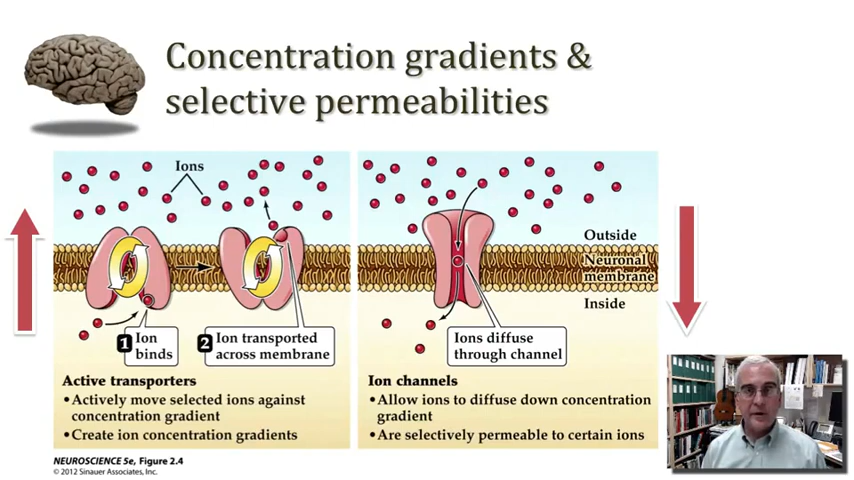 Concentration gradients &
selective permeabilities
Ions
Outside
Neuronal
membrane
Inside
1 Ion
binds
2 Ion transported
across membrane
Ions diffuse
through channel
Active transporters
•Actively move selected ions against
concentration gradient
•Create ion concentration gradients
Ion channels
•Allow ions to diffuse down concentration
gradient
•Are selectively permeable to certain ions
NEUROSCIENCE 5e, Figure 2.4
© 2012 Sinauer Associates, Inc.